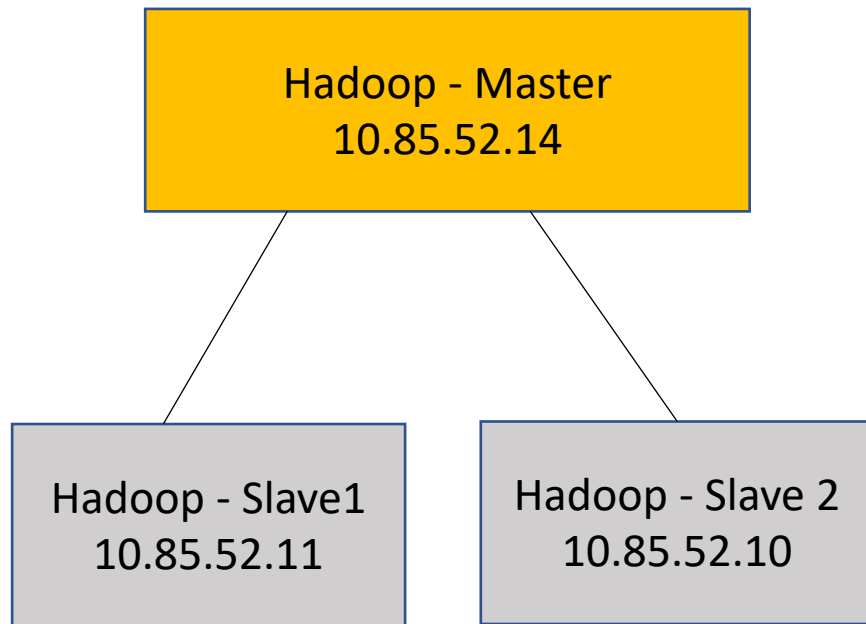 Hadoop - Master
10.85.52.14
Hadoop - Slave1
10.85.52.11
Hadoop - Slave 2
10.85.52.10